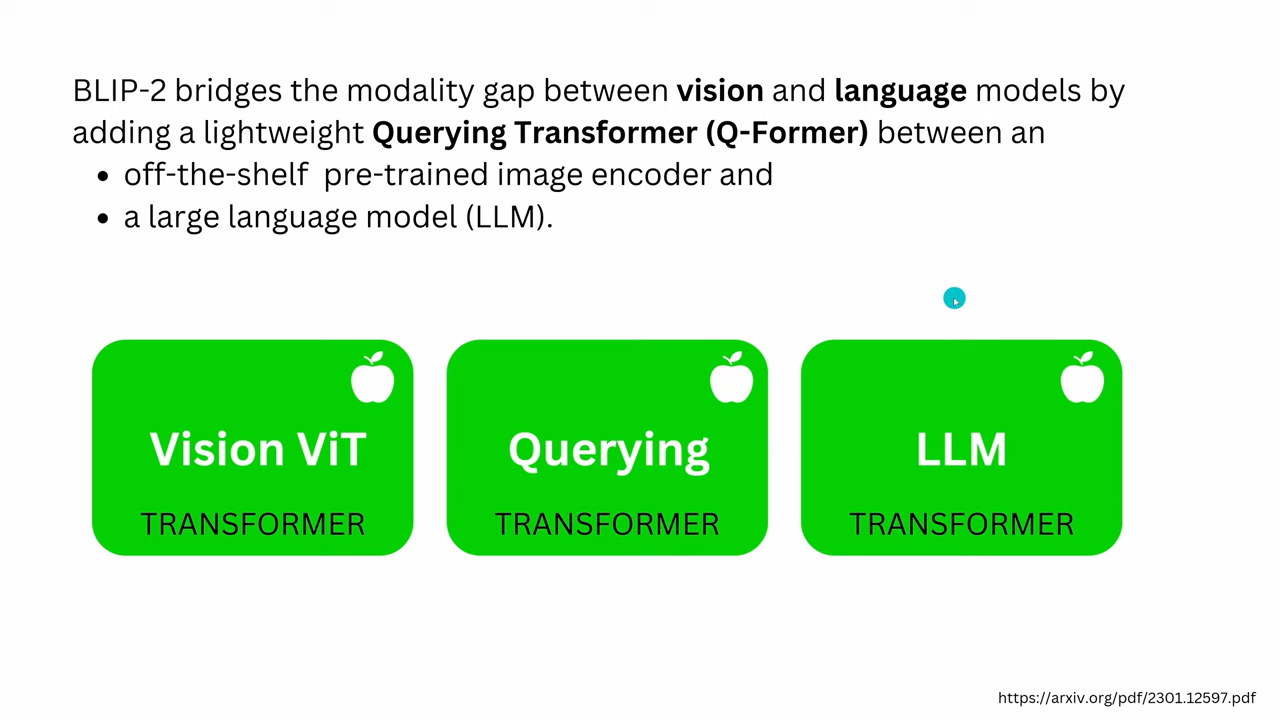 BLIP-2 bridges the modality gap between vision and language models by
adding a lightweight Querying Transformer (Q-Former) between an
• off-the-shelf  pre-trained image encoder and
• a large language model (LLM).
Vision ViT
TRANSFORMER
Querying
TRANSFORMER
LLM
TRANSFORMER
https://arxiv.org/pdf/2301.12597.pdf